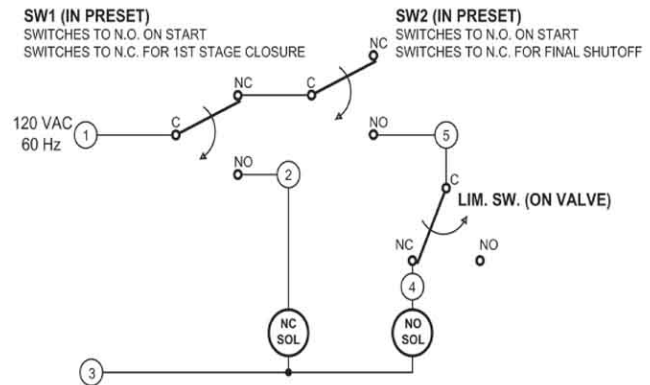 SW1 (IN PRESET)
SWITCHES TO N.O. ON START
SWITCHES TO N.C. FOR 1ST STAGE CLOSURE
SW2 (IN PRESET)
SWITCHES TO N.O. ON START
SWITCHES TO N.C. FOR FINAL SHUTOFF
NC
NC
C
120 VAC
60 Hz
1
C
NO
5
NO
2
C
LIM. SW. (ON VALVE)
NC
NO
4
NC
SOL
NO
SOL
3